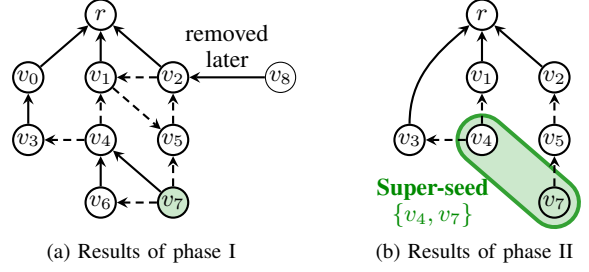 r
removed
later
v₀ v₁ v₂ v₈
v₃ v₄ v₅
v₆ v₇
(a) Results of phase I
r
v₁ v₂
v₃ v₄ v₅
Super-seed
{v₄, v₇}
v₇
(b) Results of phase II